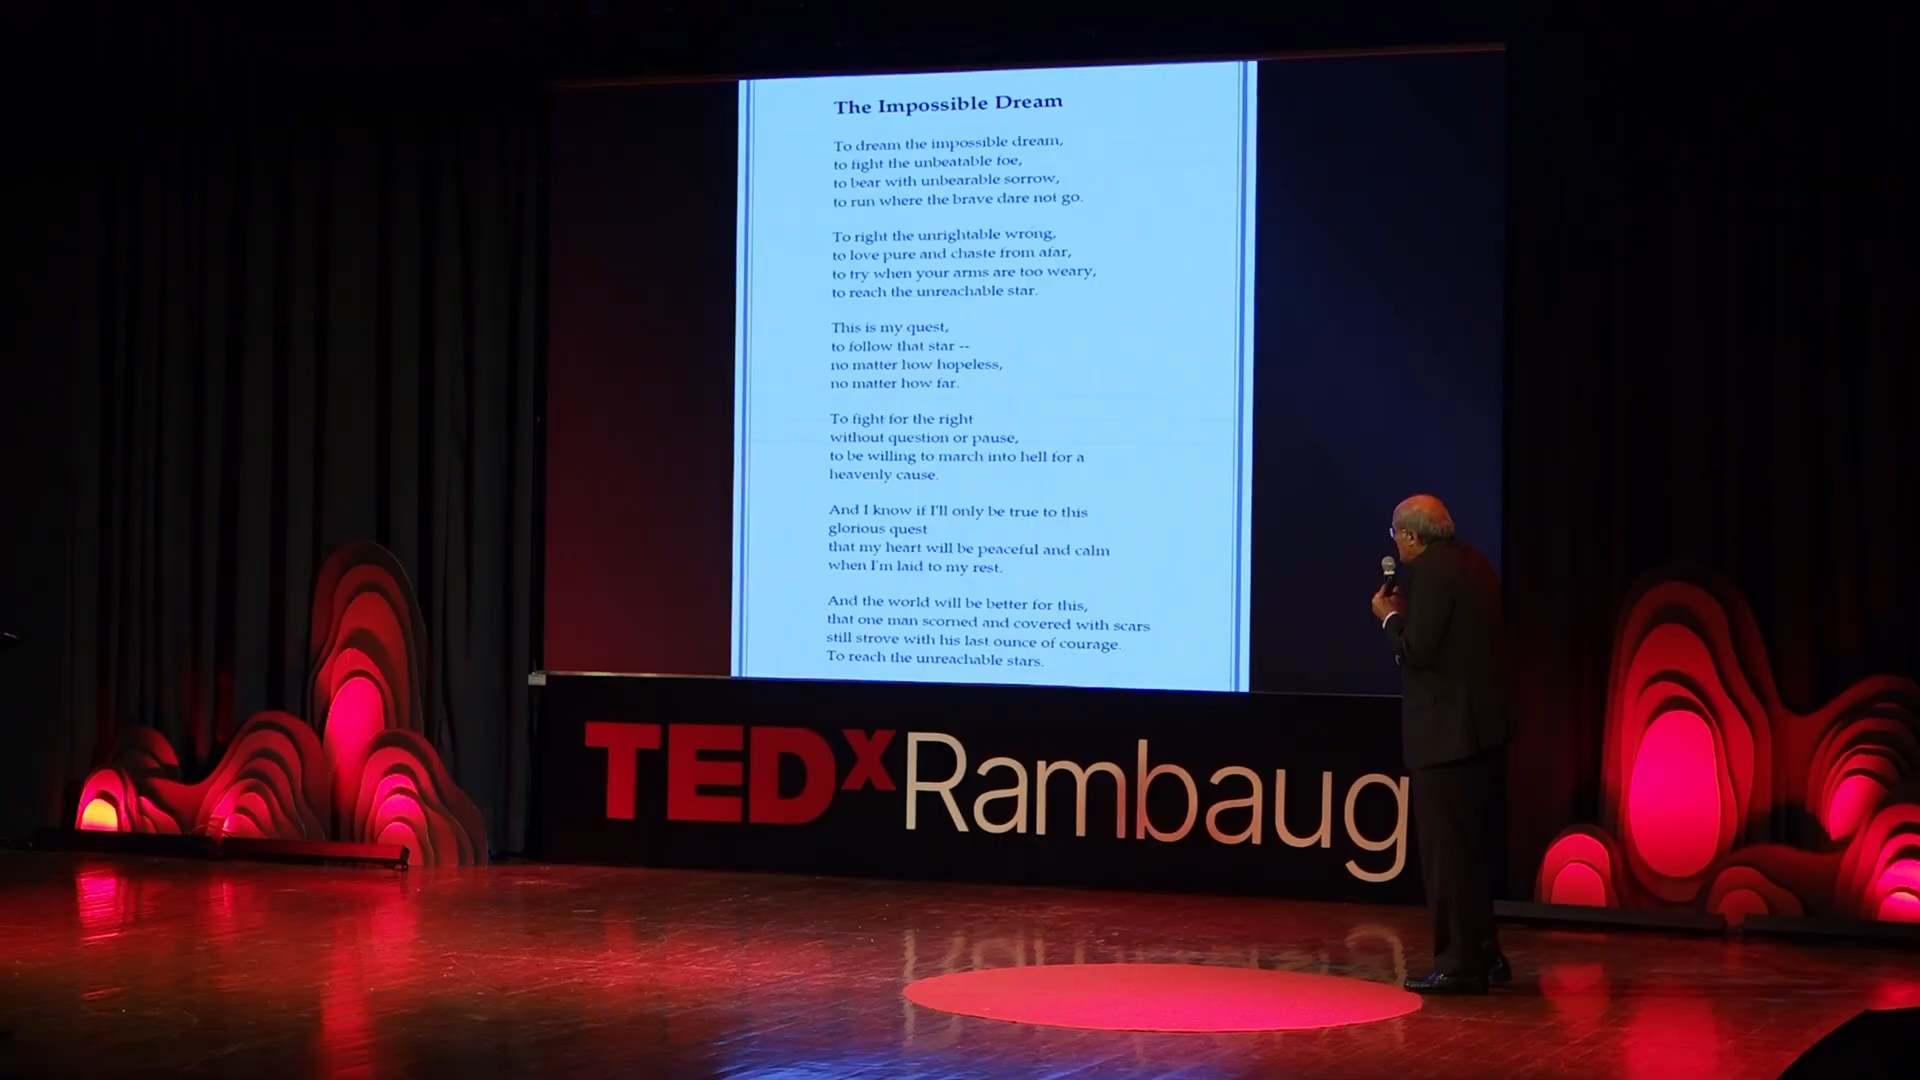 The Impossible Dream
To dream the impossible dream,
to fight the unbeatable foe,
to bear with unbearable sorrow,
to run where the brave dare not go.
To right the unrightable wrong,
to love pure and chaste from afar,
to try when your arms are too weary,
to reach the unreachable star.
This is my quest,
to follow that star --
no matter how hopeless,
no matter how far.
To fight for the right
without question or pause,
to be willing to march into hell for a
heavenly cause.
And I know if I'll only be true to this
glorious quest
that my heart will be peaceful and calm
when I'm laid to my rest.
And the world will be better for this,
that one man scorned and covered with scars
still strove with his last ounce of courage.
To reach the unreachable stars.
TEDxRambaug